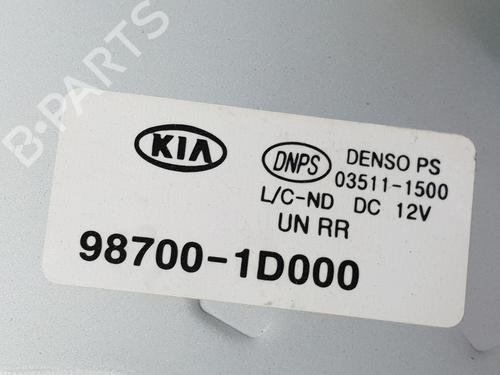 B-PARTS
KIA
DNPS
DENSO PS
03511-1500
L/C-ND DC 12V
UN RR
98700-1D000